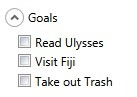 Goals
Read Ulysses
Visit Fiji
Take out Trash